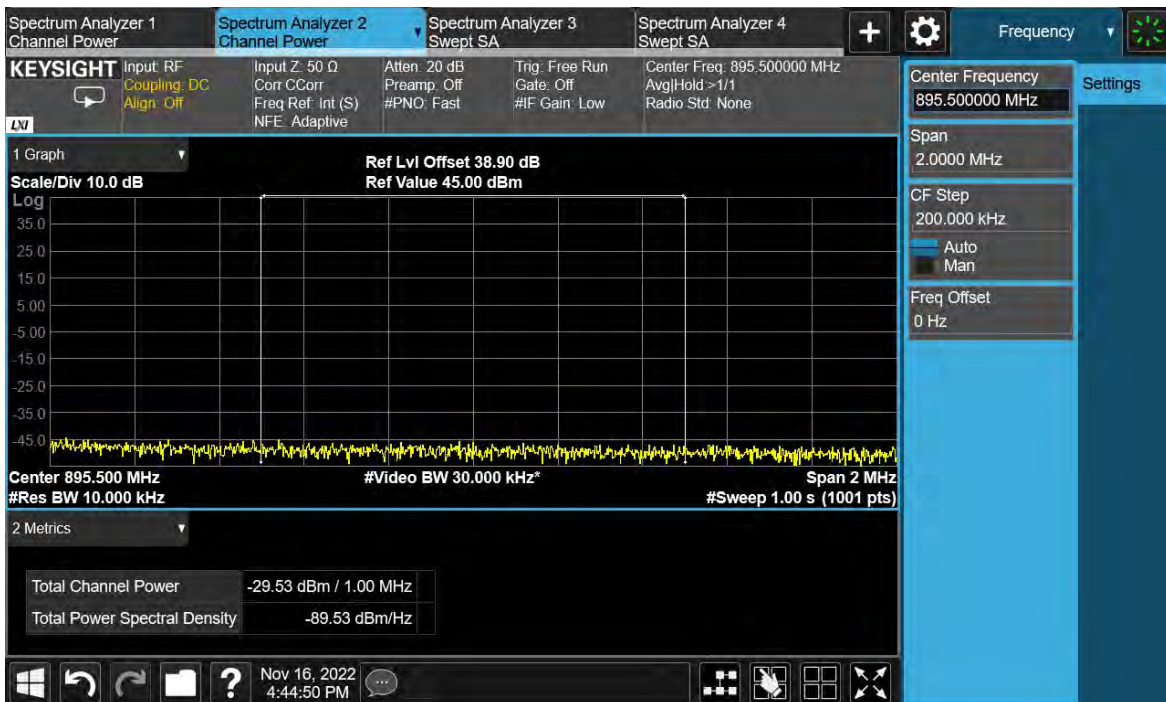 Spectrum Analyzer 1
Channel Power
Spectrum Analyzer 2
Channel Power
Spectrum Analyzer 3
Swept SA
Spectrum Analyzer 4
Swept SA
+
Frequency
KEYSIGHT
LXI
Input: RF
Coupling: DC
Align: Off
Input Z: 50 Ω
Corr CCorr
Freq Ref: Int (S)
NFE: Adaptive
Atten: 20 dB
Preamp: Off
#PNO: Fast
Trig: Free Run
Gate: Off
#IF Gain: Low
Center Freq: 895.500000 MHz
Avg|Hold:>1/1
Radio Std: None
Center Frequency
895.500000 MHz
Settings
Span
2.0000 MHz
CF Step
200.000 kHz
Auto
Man
Freq Offset
0 Hz
1 Graph
Scale/Div 10.0 dB
Ref Lvl Offset 38.90 dB
Ref Value 45.00 dBm
Log
35.0
25.0
15.0
5.00
-5.00
-15.0
-25.0
-35.0
-45.0
Center 895.500 MHz
#Video BW 30.000 kHz*
Span 2 MHz
#Res BW 10.000 kHz
#Sweep 1.00 s (1001 pts)
2 Metrics
Total Channel Power -29.53 dBm / 1.00 MHz
Total Power Spectral Density -89.53 dBm/Hz
?
Nov 16, 2022
4:44:50 PM